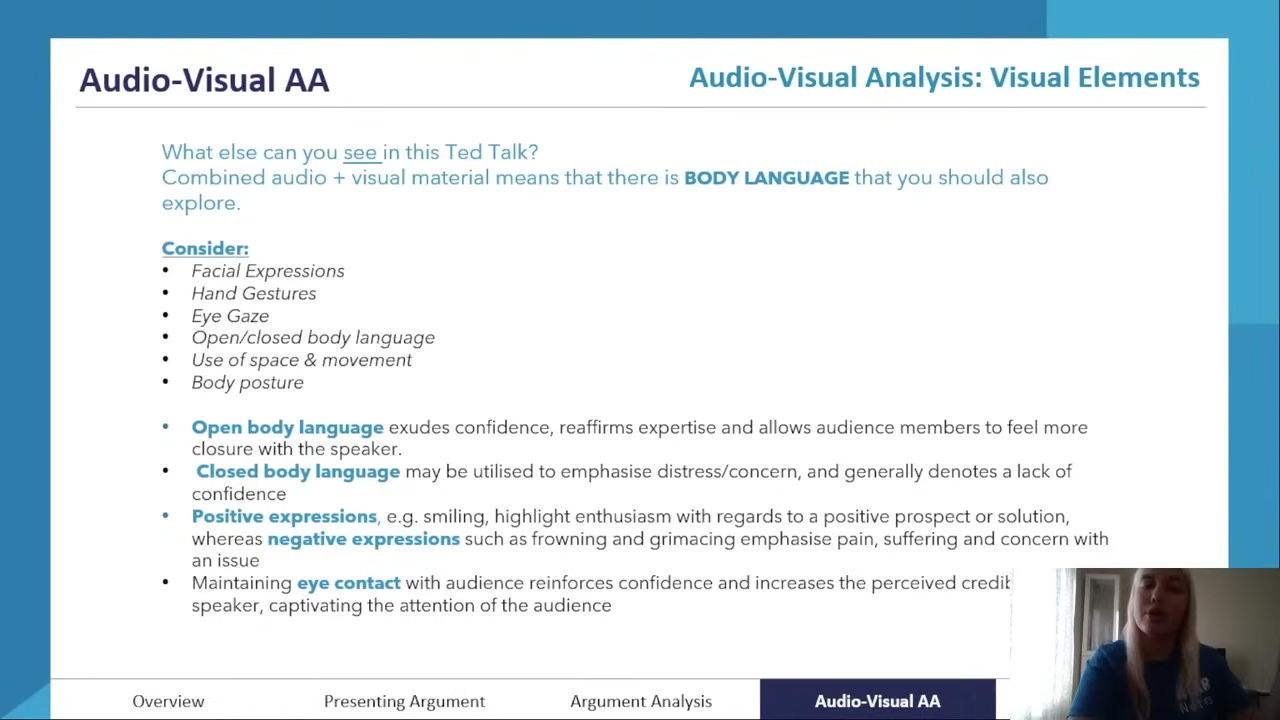 Audio-Visual AA
Audio-Visual Analysis: Visual Elements
What else can you see in this Ted Talk?
Combined audio + visual material means that there is BODY LANGUAGE that you should also
explore.
Consider:
• Facial Expressions
• Hand Gestures
• Eye Gaze
• Open/closed body language
• Use of space & movement
• Body posture
• Open body language exudes confidence, reaffirms expertise and allows audience members to feel more
closure with the speaker.
• Closed body language may be utilised to emphasise distress/concern, and generally denotes a lack of
confidence
• Positive expressions, e.g. smiling, highlight enthusiasm with regards to a positive prospect or solution,
whereas negative expressions such as frowning and grimacing emphasise pain, suffering and concern with
an issue
• Maintaining eye contact with audience reinforces confidence and increases the perceived
speaker, captivating the attention of the audience
Overview
Presenting Argument
Argument Analysis
Audio-Visual AA